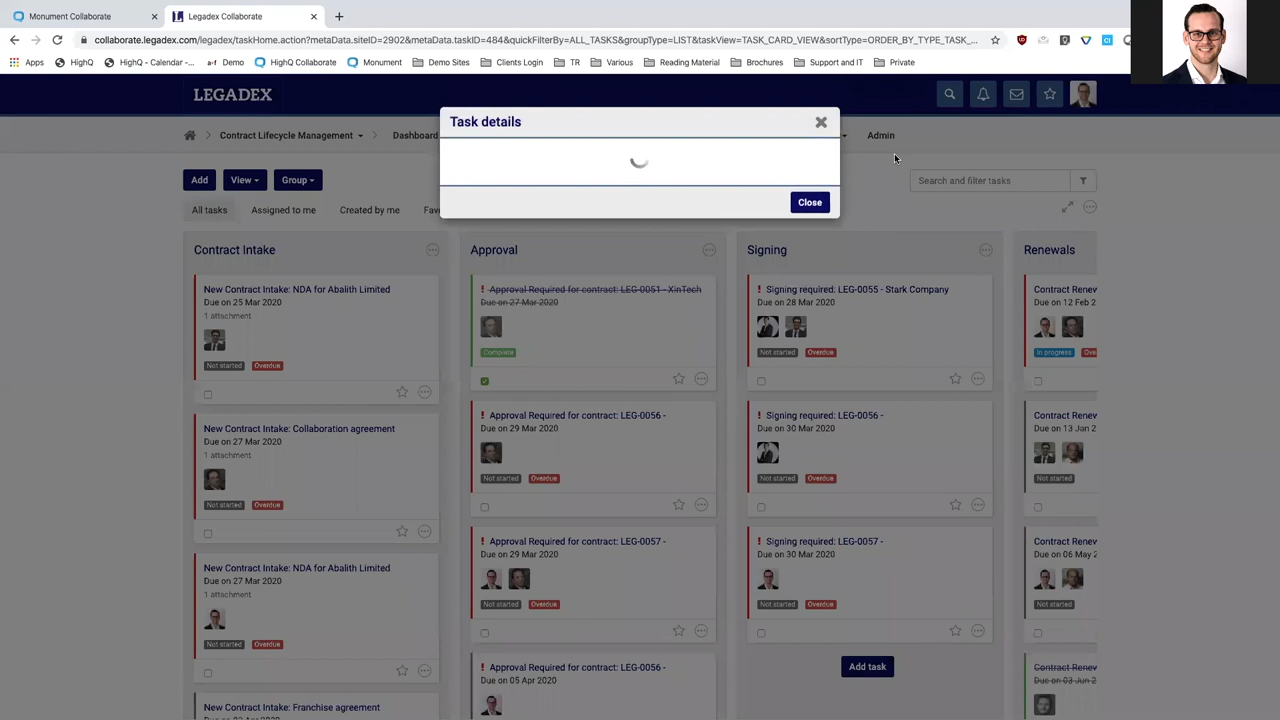 Monument Collaborate
Legadex Collaborate
collaborate.legadex.com/legadex/taskHome.action?metaData.siteID=2902&metaData.taskID=484&quickFilterBy=ALL_TASKS&groupType=LIST&taskView=TASK_CARD_VIEW&sortType=ORDER_BY_TYPE_TASK_...
Apps HighQ HighQ - Calendar -... Demo HighQ Collaborate Monument Demo Sites Clients Login TR Various Reading Material Brochures Support and IT Private
LEGADEX
Contract Lifecycle Management Dashboard Admin
Task details
Close
Add View Group Search and filter tasks
All tasks Assigned to me Created by me Fav
Contract Intake
New Contract Intake: NDA for Abalith Limited
Due on 25 Mar 2020
1 attachment
Not started Overdue
New Contract Intake: Collaboration agreement
Due on 27 Mar 2020
1 attachment
Not started Overdue
New Contract Intake: NDA for Abalith Limited
Due on 27 Mar 2020
1 attachment
Not started Overdue
New Contract Intake: Franchise agreement
Approval
! Approval Required for contract: LEG-0051 - XinTech
Due on 27 Mar 2020
Complete
! Approval Required for contract: LEG-0056 -
Due on 29 Mar 2020
Not started Overdue
! Approval Required for contract: LEG-0057 -
Due on 29 Mar 2020
Not started Overdue
! Approval Required for contract: LEG-0056 -
Due on 05 Apr 2020
Signing
! Signing required: LEG-0055 - Stark Company
Due on 28 Mar 2020
Not started Overdue
! Signing required: LEG-0056 -
Due on 30 Mar 2020
Not started Overdue
! Signing required: LEG-0057 -
Due on 30 Mar 2020
Not started Overdue
Add task
Renewals
Contract Renev
Due on 12 Feb 2
In progress Ove
Contract Renev
Due on 13 Jan 2
Not started
Contract Renev
Due on 06 May 2
Not started
Contract Renev
Due on 03 Jun 2